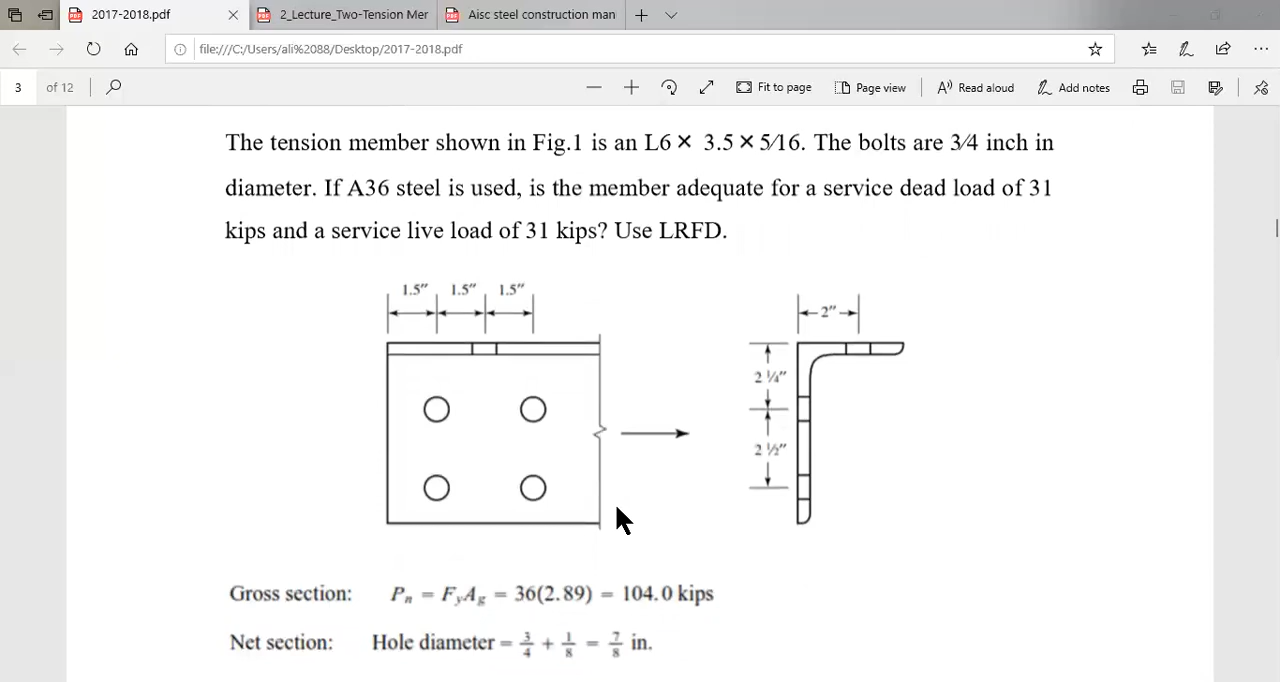 2017-2018.pdf
2_Lecture_Two-Tension Mer
Aisc steel construction man
file:///C:/Users/ali%2088/Desktop/2017-2018.pdf
3 of 12
Fit to page
Page view
Read aloud
Add notes
The tension member shown in Fig.1 is an L6 × 3.5 × 5⁄16. The bolts are 3⁄4 inch in
diameter. If A36 steel is used, is the member adequate for a service dead load of 31
kips and a service live load of 31 kips? Use LRFD.
1.5″ 1.5″ 1.5″
2″
2 ¼″
2 ½″
Gross section: Pₙ = FᵧA_g = 36(2.89) = 104.0 kips
Net section: Hole diameter = 3/4 + 1/8 = 7/8 in.